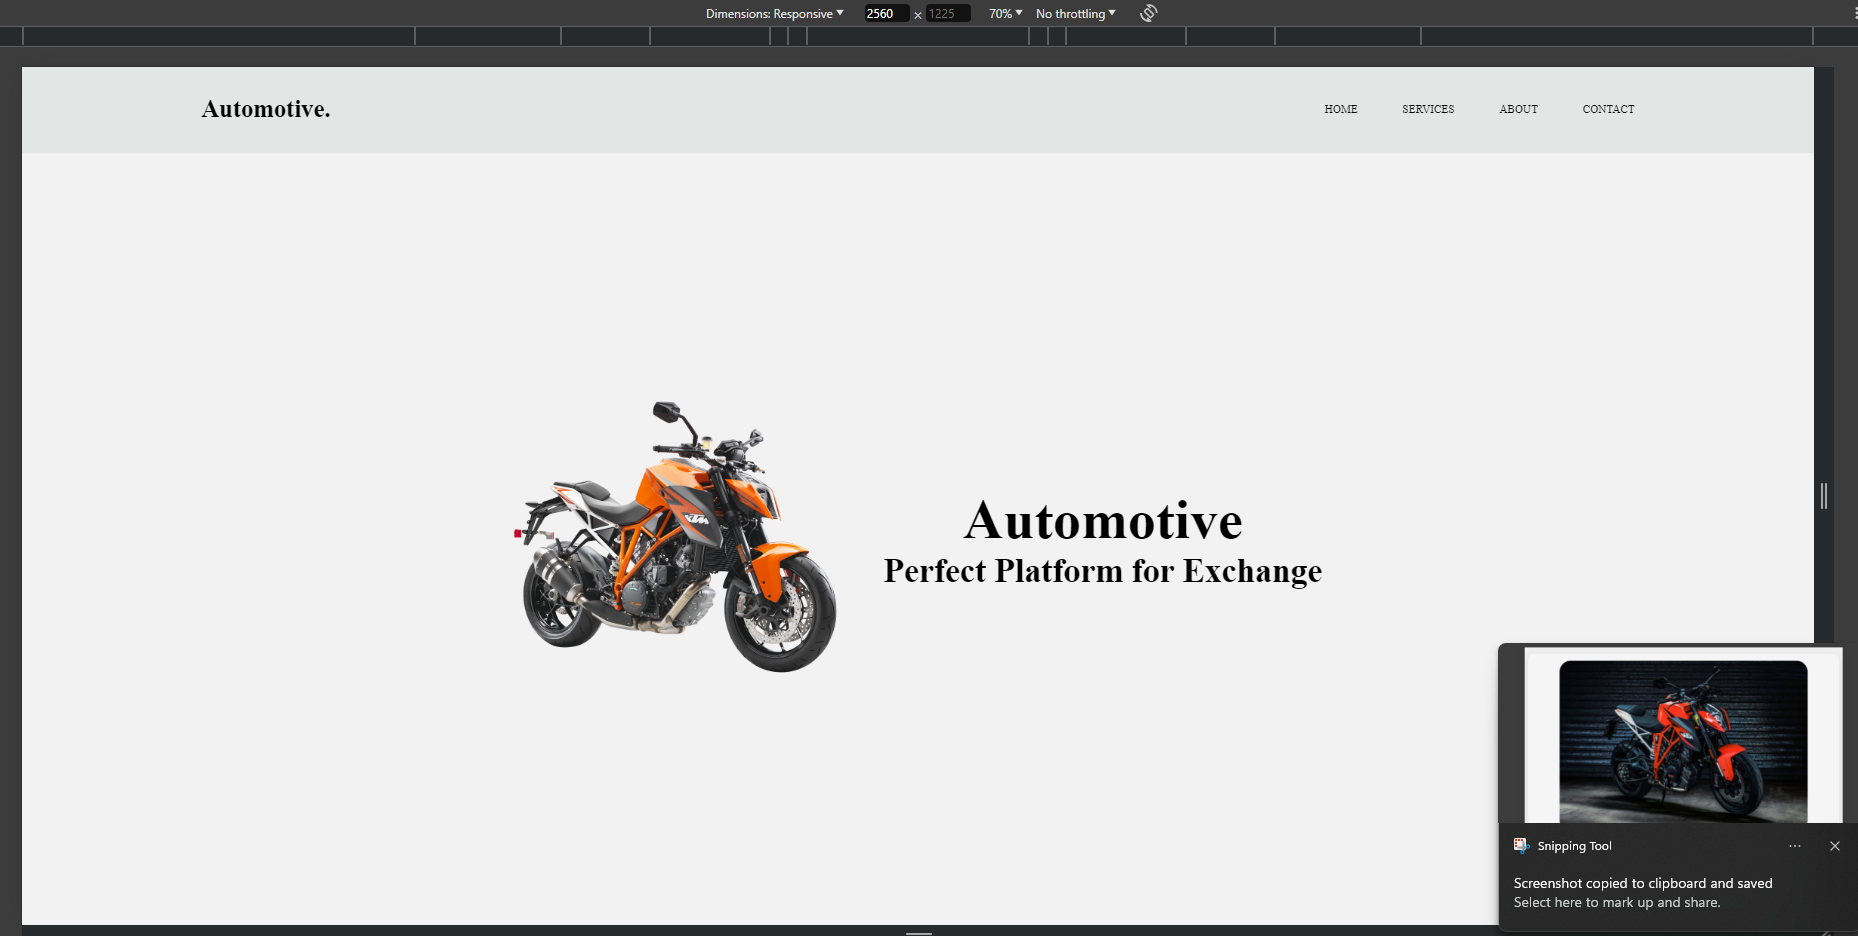 Dimensions: Responsive 2560 × 1225 70% No throttling
Automotive. HOME SERVICES ABOUT CONTACT
KTM
Automotive
Perfect Platform for Exchange
Snipping Tool
Screenshot copied to clipboard and saved
Select here to mark up and share.